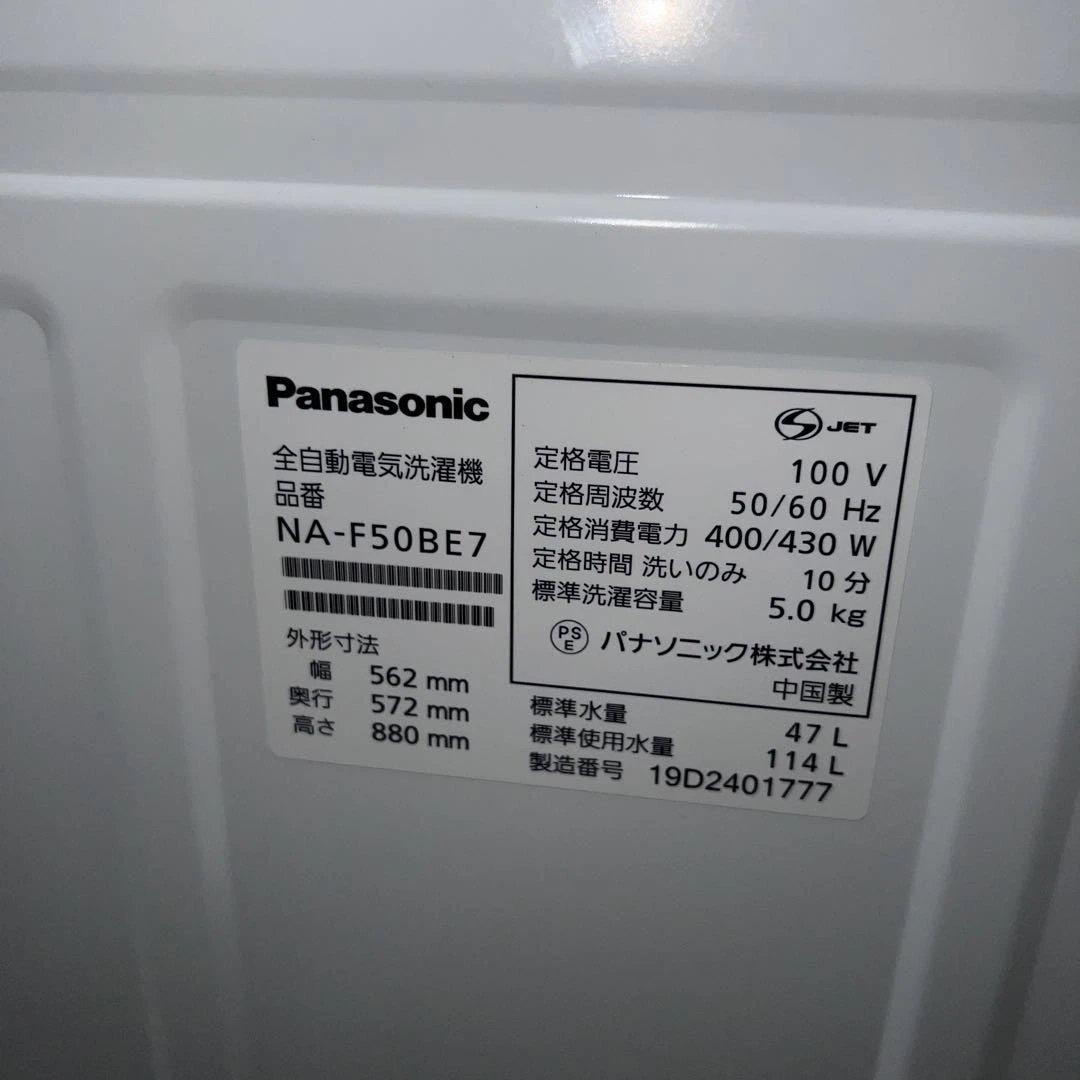 Panasonic
全自動電気洗濯機
品番
NA-F50BE7
外形寸法
幅 562 mm
奥行 572 mm
高さ 880 mm
JET
定格電圧 100 V
定格周波数 50/60 Hz
定格消費電力 400/430 W
定格時間 洗いのみ 10 分
標準洗濯容量 5.0 kg
PS E パナソニック株式会社
中国製
標準水量 47 L
標準使用水量 114 L
製造番号 19D2401777